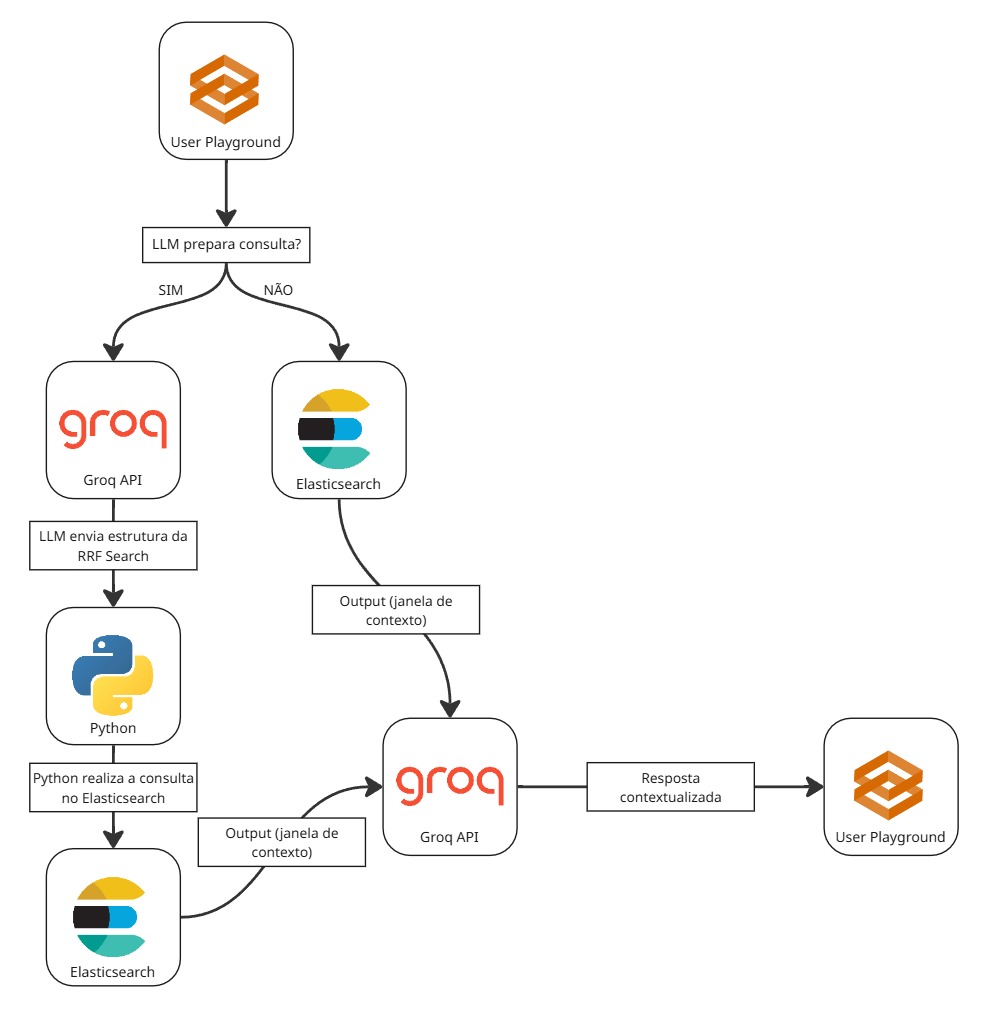 User Playground
LLM prepara consulta?
SIM
NÃO
groq
Groq API
Elasticsearch
LLM envia estrutura da
RRF Search
Output (janela de
contexto)
Python
Python realiza a consulta
no Elasticsearch
Output (janela de
contexto)
groq
Groq API
Resposta
contextualizada
User Playground
Elasticsearch